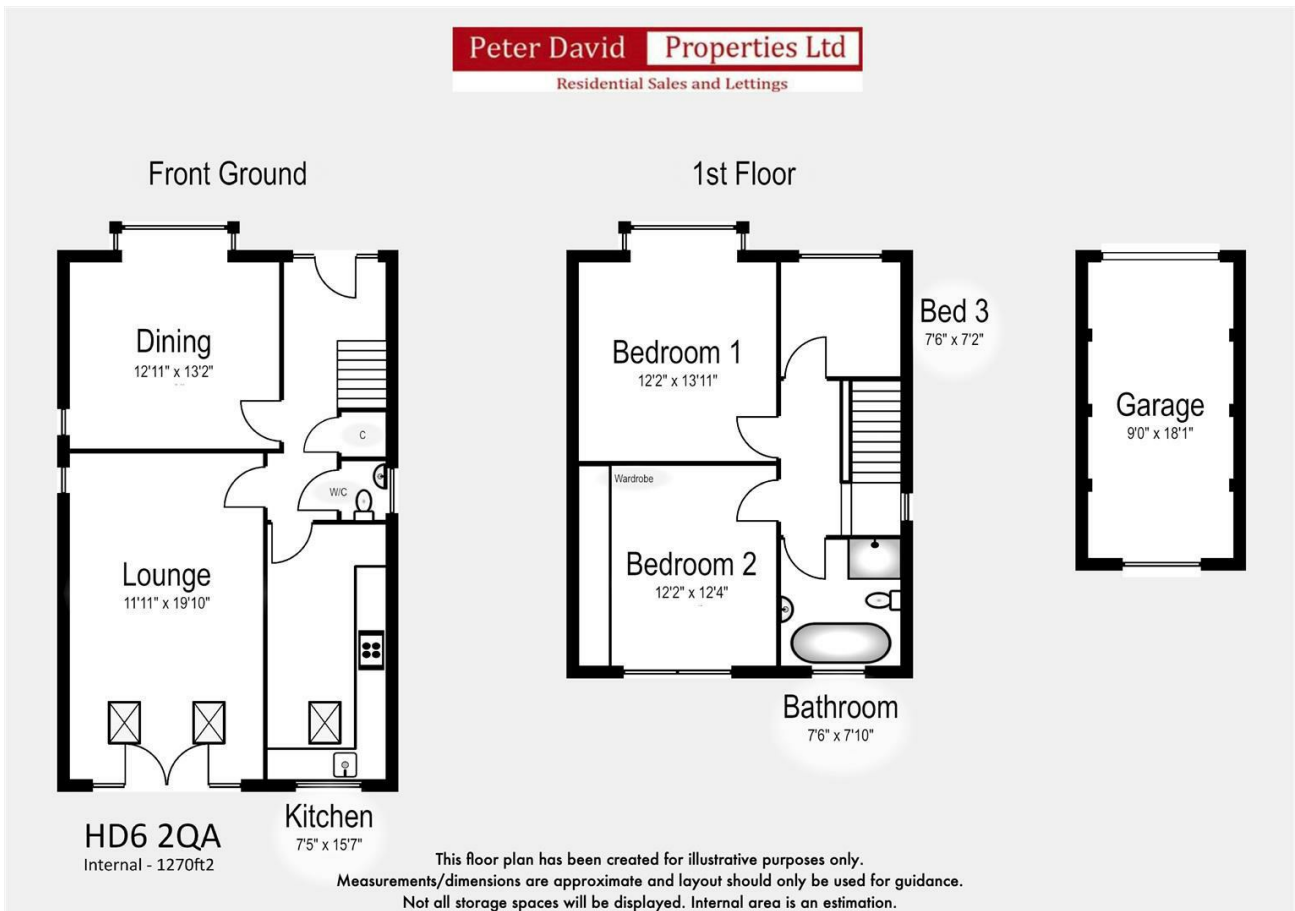 Peter David Properties Ltd
Residential Sales and Lettings
Front Ground
1st Floor
Dining
12'11" x 13'2"
C
W/C
Lounge
11'11" x 19'10"
Kitchen
7'5" x 15'7"
HD6 2QA
Internal - 1270ft2
Bedroom 1
12'2" x 13'11"
Bed 3
7'6" x 7'2"
Wardrobe
Bedroom 2
12'2" x 12'4"
Bathroom
7'6" x 7'10"
Garage
9'0" x 18'1"
This floor plan has been created for illustrative purposes only.
Measurements/dimensions are approximate and layout should only be used for guidance.
Not all storage spaces will be displayed. Internal area is an estimation.